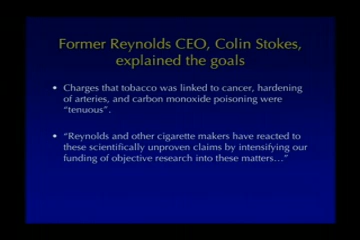 Former Reynolds CEO, Colin Stokes,
explained the goals
• Charges that tobacco was linked to cancer, hardening
of arteries, and carbon monoxide poisoning were
"tenuous".
• "Reynolds and other cigarette makers have reacted to
these scientifically unproven claims by intensifying our
funding of objective research into these matters…"